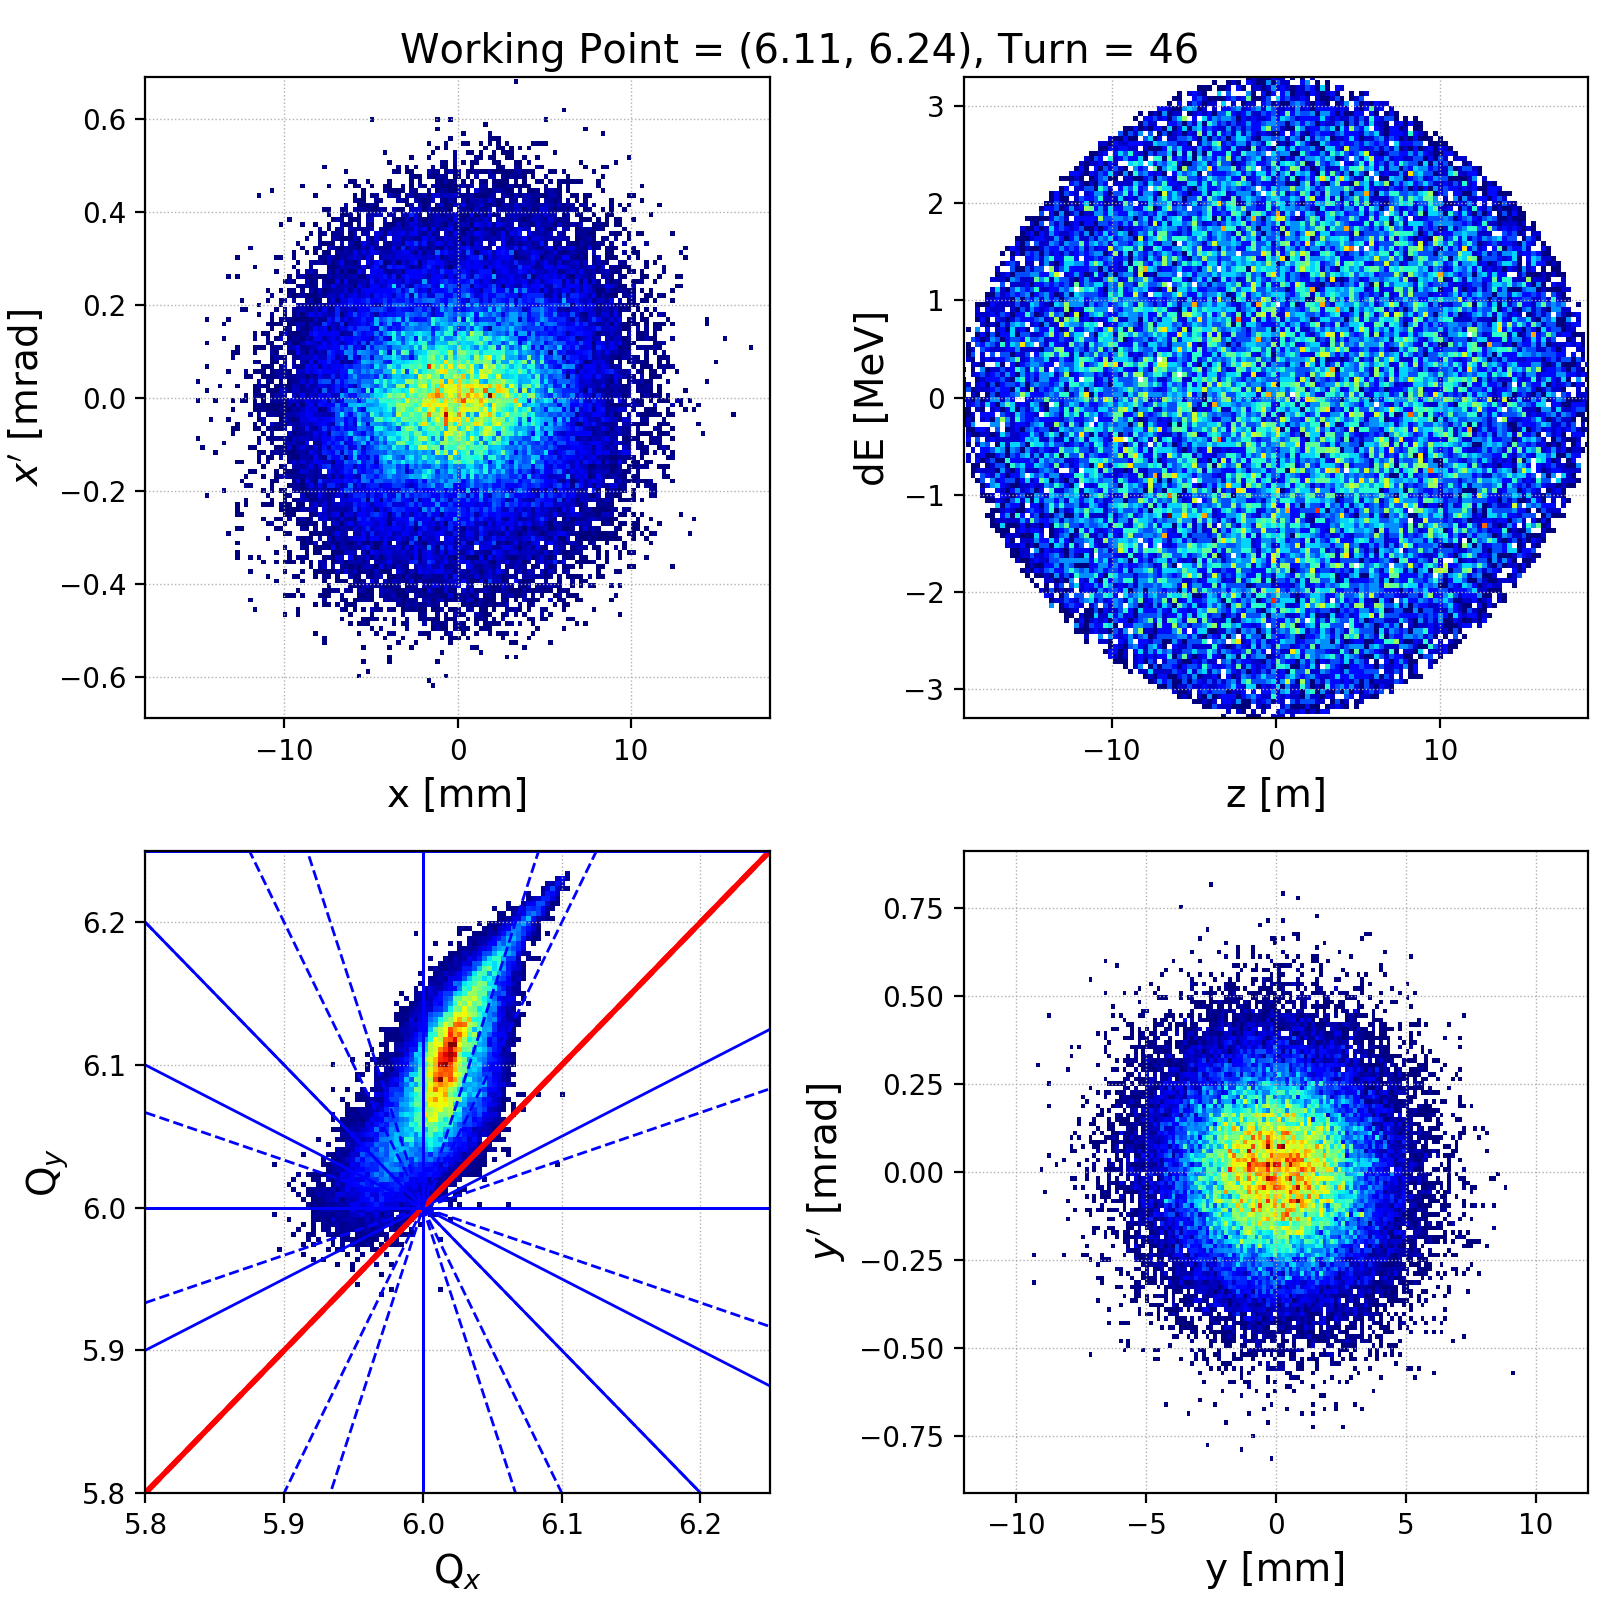 Working Point = (6.11, 6.24), Turn = 46
0.6
0.4
0.2
0.0
−0.2
−0.4
−0.6
x′ [mrad]
−10 0 10
x [mm]
3
2
1
0
−1
−2
−3
dE [MeV]
−10 0 10
z [m]
6.2
6.1
6.0
5.9
5.8
Qy
5.8 5.9 6.0 6.1 6.2
Qx
0.75
0.50
0.25
0.00
−0.25
−0.50
−0.75
y′ [mrad]
−10 −5 0 5 10
y [mm]